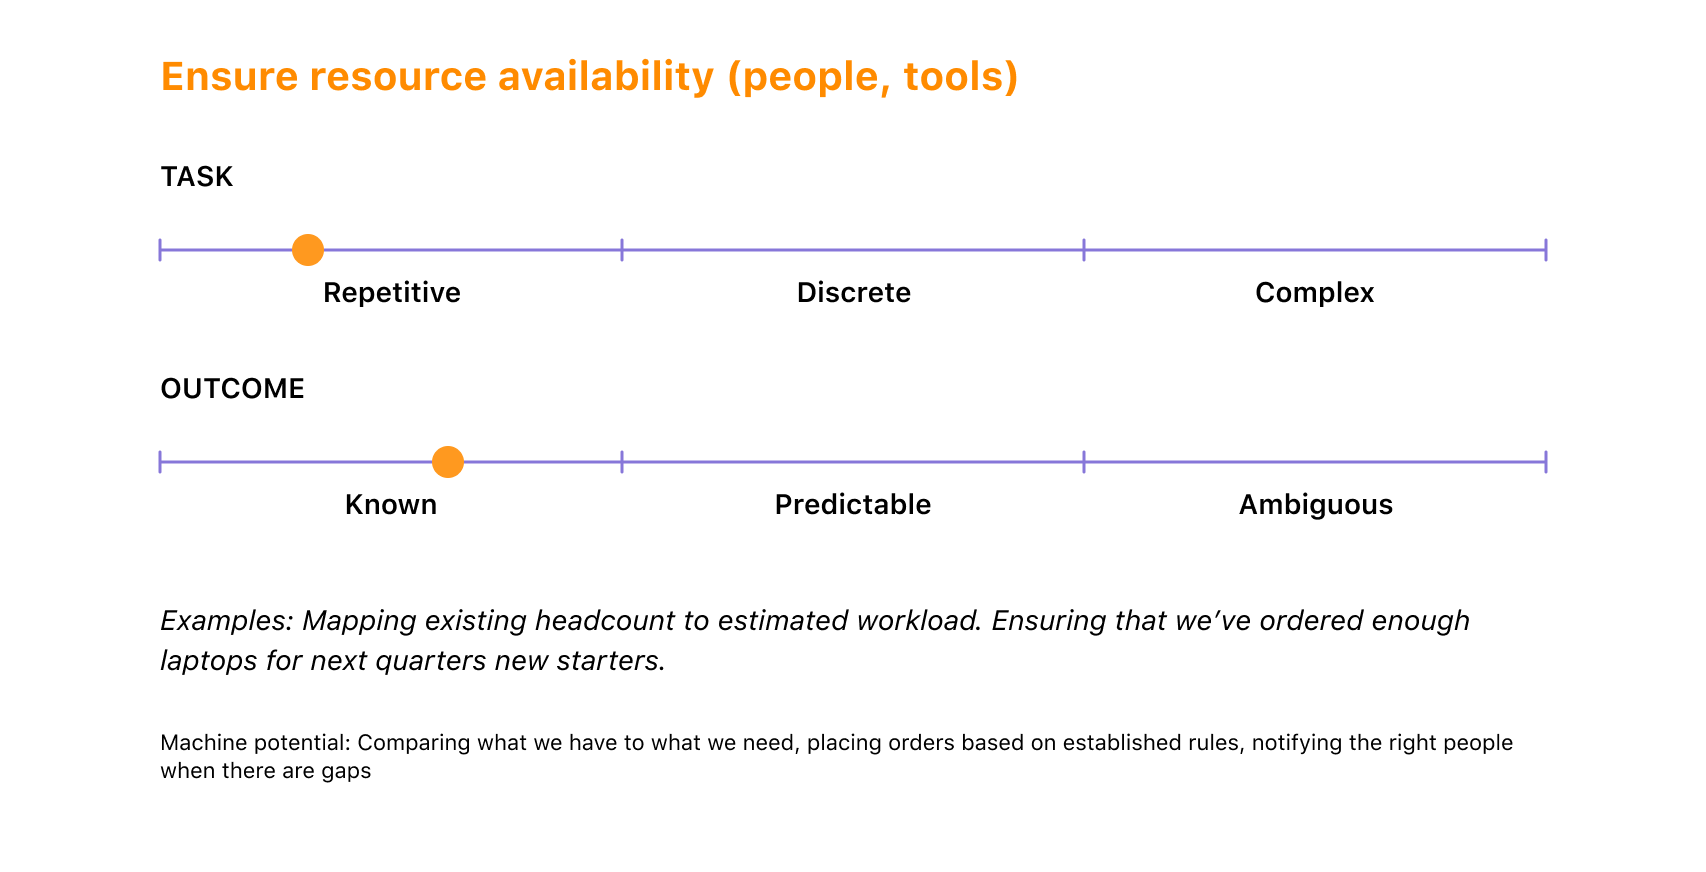 Ensure resource availability (people, tools)
TASK
Repetitive Discrete Complex
OUTCOME
Known Predictable Ambiguous
Examples: Mapping existing headcount to estimated workload. Ensuring that we’ve ordered enough
laptops for next quarters new starters.
Machine potential: Comparing what we have to what we need, placing orders based on established rules, notifying the right people
when there are gaps